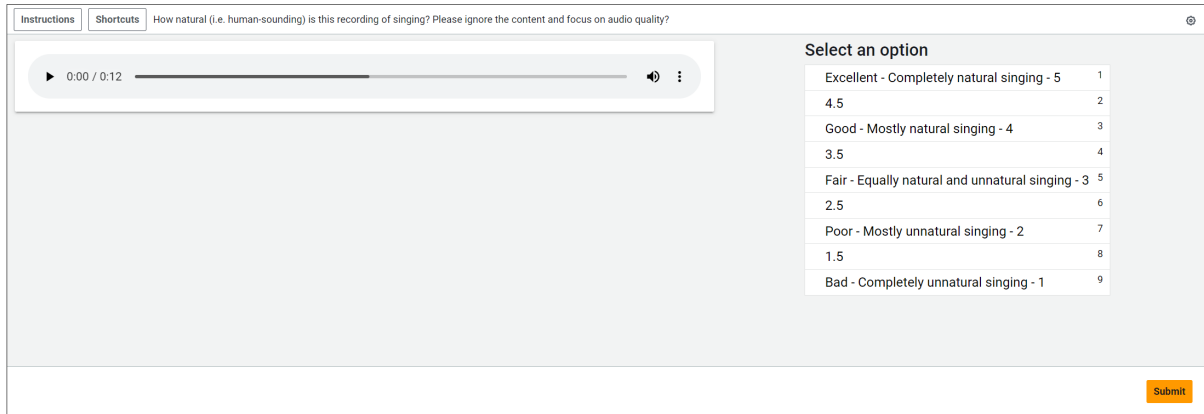 Instructions Shortcuts How natural (i.e. human-sounding) is this recording of singing? Please ignore the content and focus on audio quality?
0:00 / 0:12
Select an option
Excellent - Completely natural singing - 5 1
4.5 2
Good - Mostly natural singing - 4 3
3.5 4
Fair - Equally natural and unnatural singing - 3 5
2.5 6
Poor - Mostly unnatural singing - 2 7
1.5 8
Bad - Completely unnatural singing - 1 9
Submit